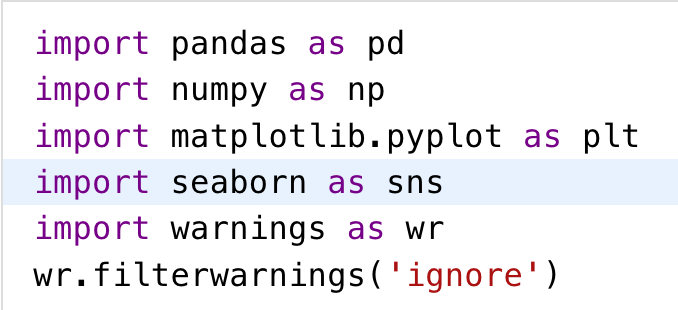 import pandas as pd
import numpy as np
import matplotlib.pyplot as plt
import seaborn as sns
import warnings as wr
wr.filterwarnings('ignore')